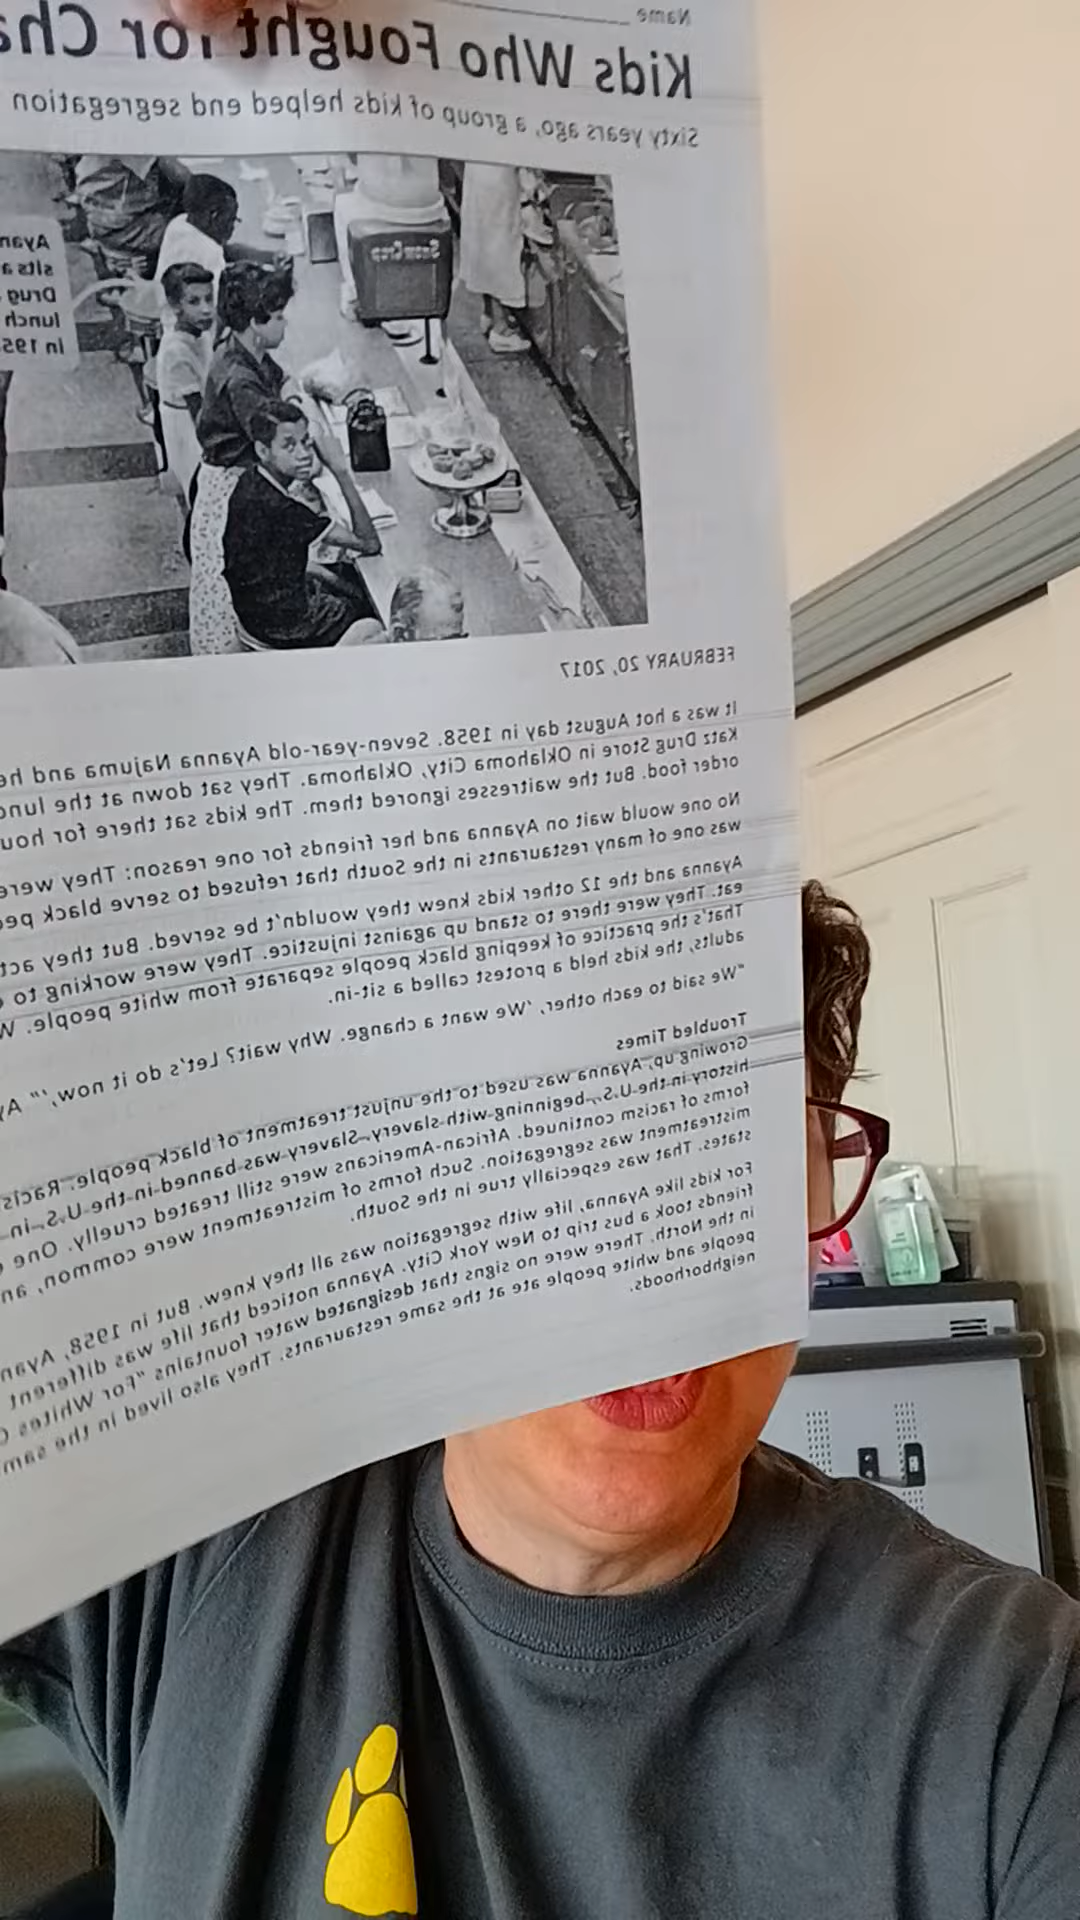 Name
Kids Who Fought for Cha
Sixty years ago, a group of kids helped end segregation
Ayan
sits a
Drug
lunch
in 195
FEBRUARY 20, 2017
It was a hot August day in 1958. Seven-year-old Ayanna Najuma and he
Katz Drug Store in Oklahoma City, Oklahoma. They sat down at the lunc
order food. But the waitresses ignored them. The kids sat there for hou
No one would wait on Ayanna and her friends for one reason: They were
was one of many restaurants in the South that refused to serve black peo
Ayanna and the 12 other kids knew they wouldn't be served. But they act
eat. They were there to stand up against injustice. They were working to e
That's the practice of keeping black people separate from white people. W
adults, the kids held a protest called a sit-in.
"We said to each other, 'We want a change. Why wait? Let's do it now,'" Ay
Troubled Times
Growing up, Ayanna was used to the unjust treatment of black people. Racis
history in the U.S., beginning with slavery. Slavery was banned in the U.S. in
forms of racism continued. African-Americans were still treated cruelly. One
mistreatment was segregation. Such forms of mistreatment were common, an
states. That was especially true in the South.
For kids like Ayanna, life with segregation was all they knew. But in 1958, Ayan
friends took a bus trip to New York City. Ayanna noticed that life was different
in the North. There were no signs that designated water fountains "For Whites O
people and white people ate at the same restaurants. They also lived in the same
neighborhoods.